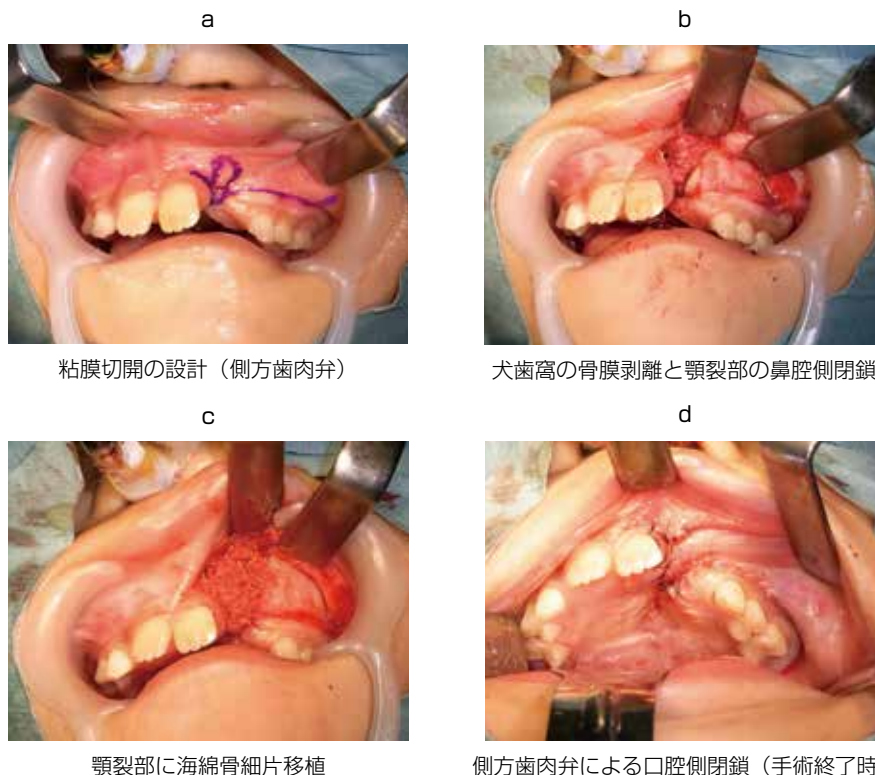 a
b
粘膜切開の設計(側方歯肉弁)
犬歯窩の骨膜剥離と顎裂部の鼻腔側閉鎖
c
d
顎裂部に海綿骨細片移植
側方歯肉弁による口腔側閉鎖(手術終了時